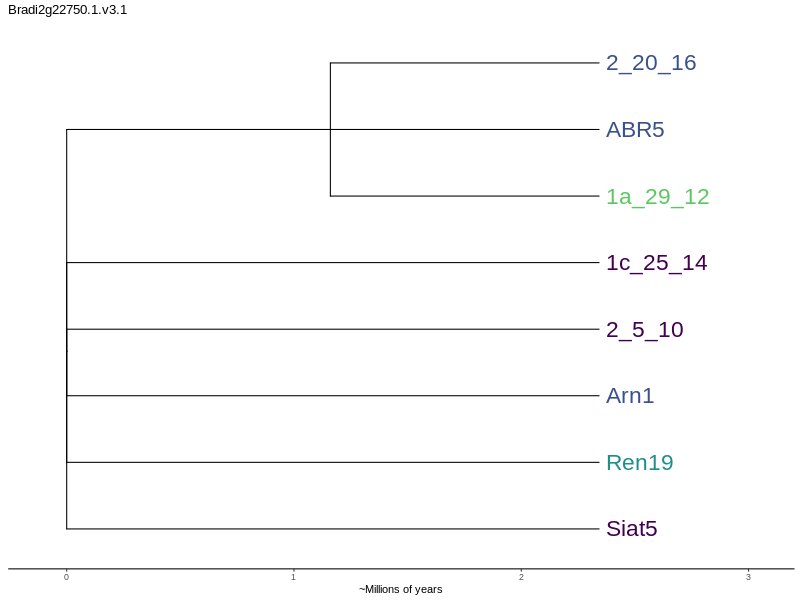 Bradi2g22750.1.v3.1
2_20_16
ABR5
1a_29_12
1c_25_14
2_5_10
Arn1
Ren19
Siat5
0 1 2 3
~Millions of years